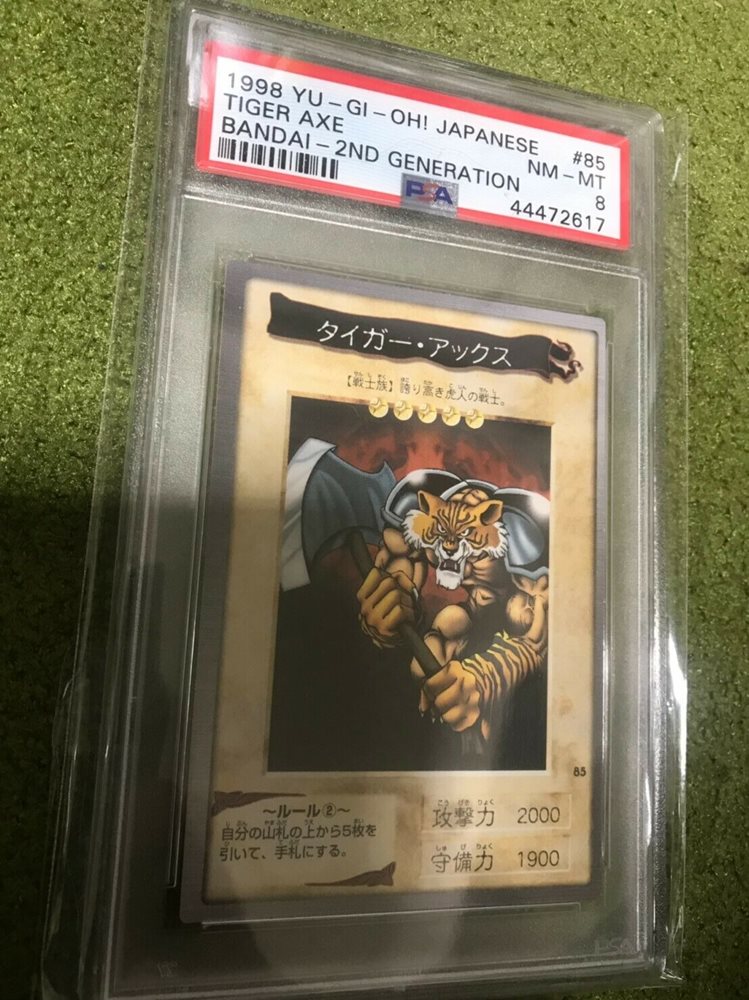 1998 YU-GI-OH! JAPANESE #85
TIGER AXE NM-MT
BANDAI-2ND GENERATION 8
PSA 44472617
タイガー・アックス
【戦士族】誇り高き虎人の戦士。
85
〜ルール②〜
自分の山札の上から5枚を
引いて、手札にする。
攻撃力 2000
守備力 1900
PSA